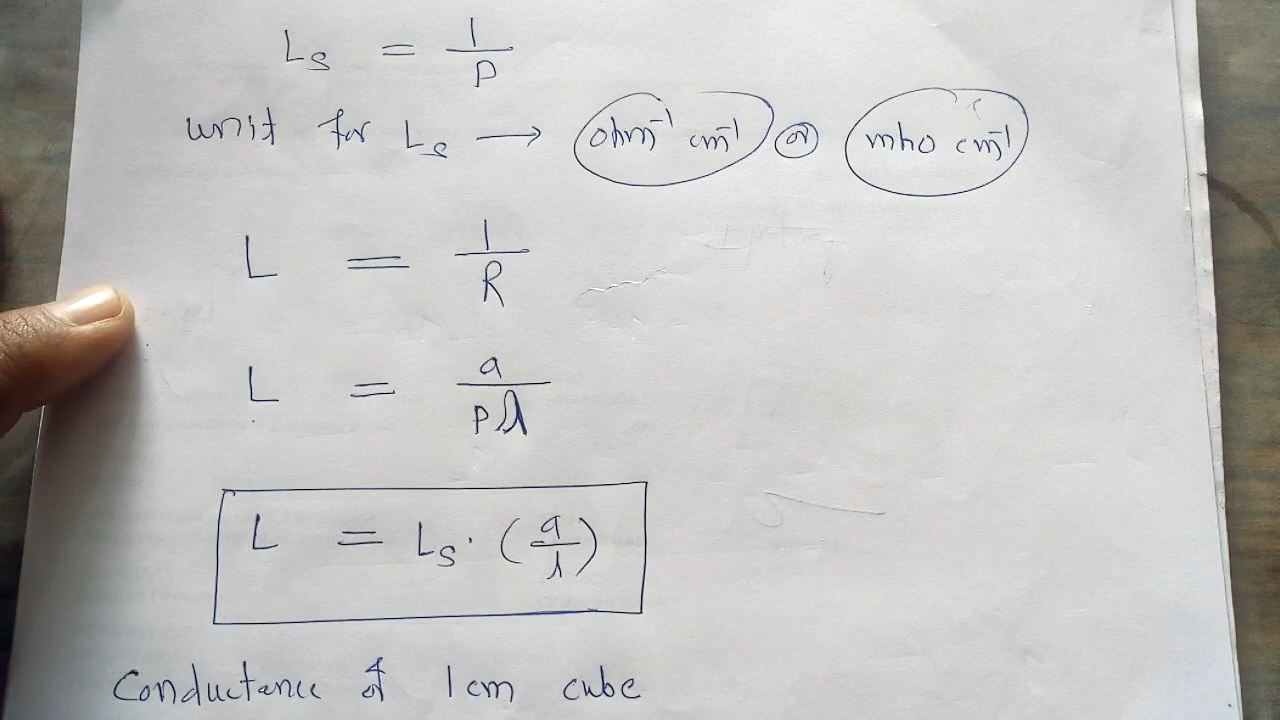 Ls = 1/P
unit for Ls → ohm⁻¹ cm⁻¹ or mho cm⁻¹
L = 1/R
L = a/Pλ
L = Ls · (a/λ)
Conductance of 1cm cube